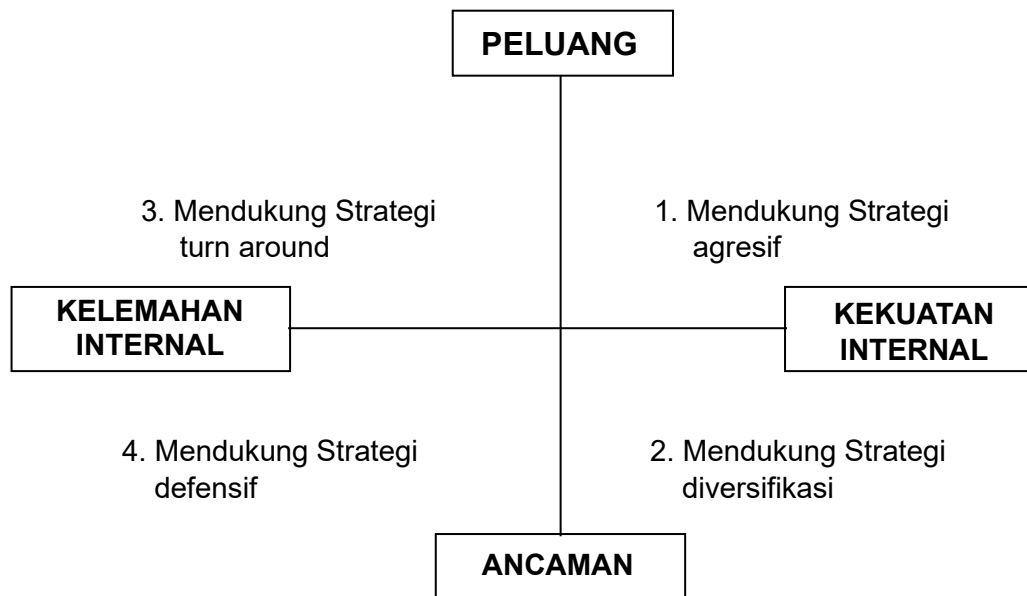 PELUANG
3. Mendukung Strategi
turn around
1. Mendukung Strategi
agresif
KELEMAHAN
INTERNAL
KEKUATAN
INTERNAL
4. Mendukung Strategi
defensif
2. Mendukung Strategi
diversifikasi
ANCAMAN